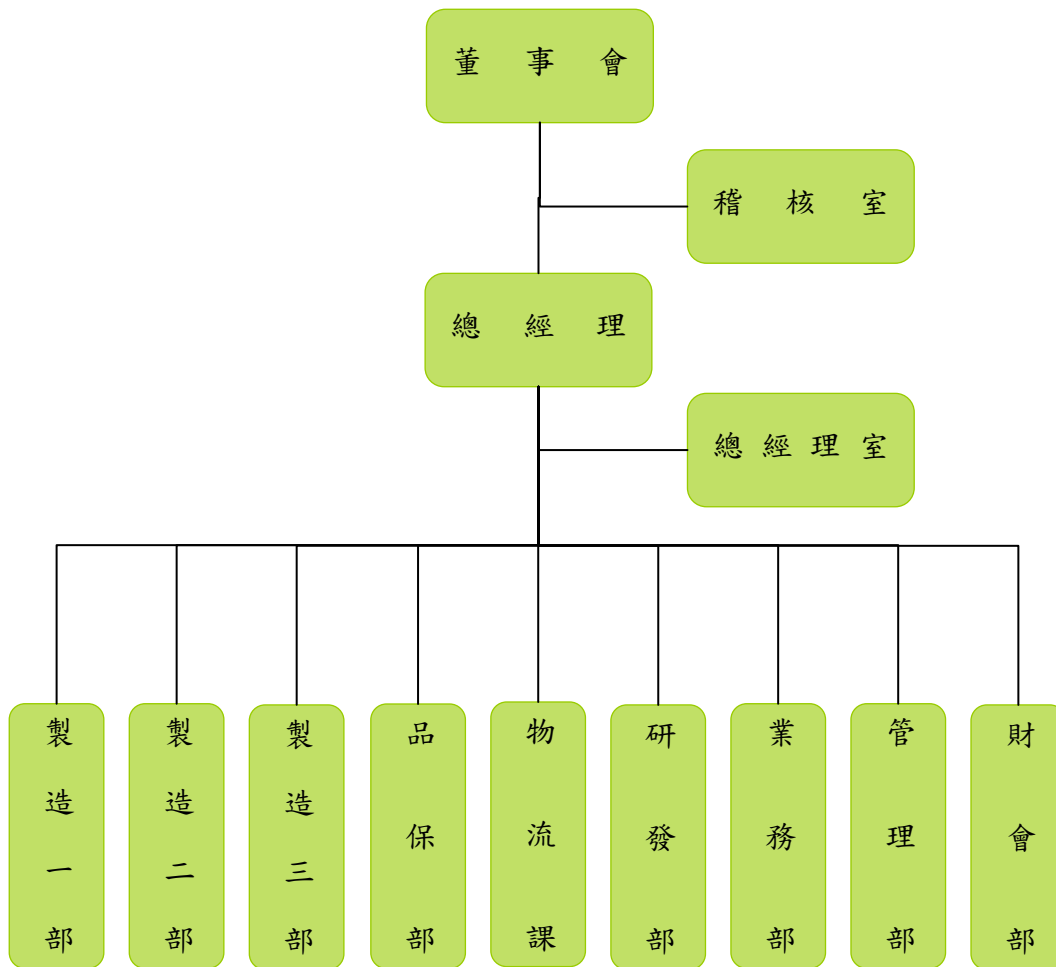 董事會
稽核室
總經理
總經理室
製造一部
製造二部
製造三部
品保部
物流課
研發部
業務部
管理部
財會部